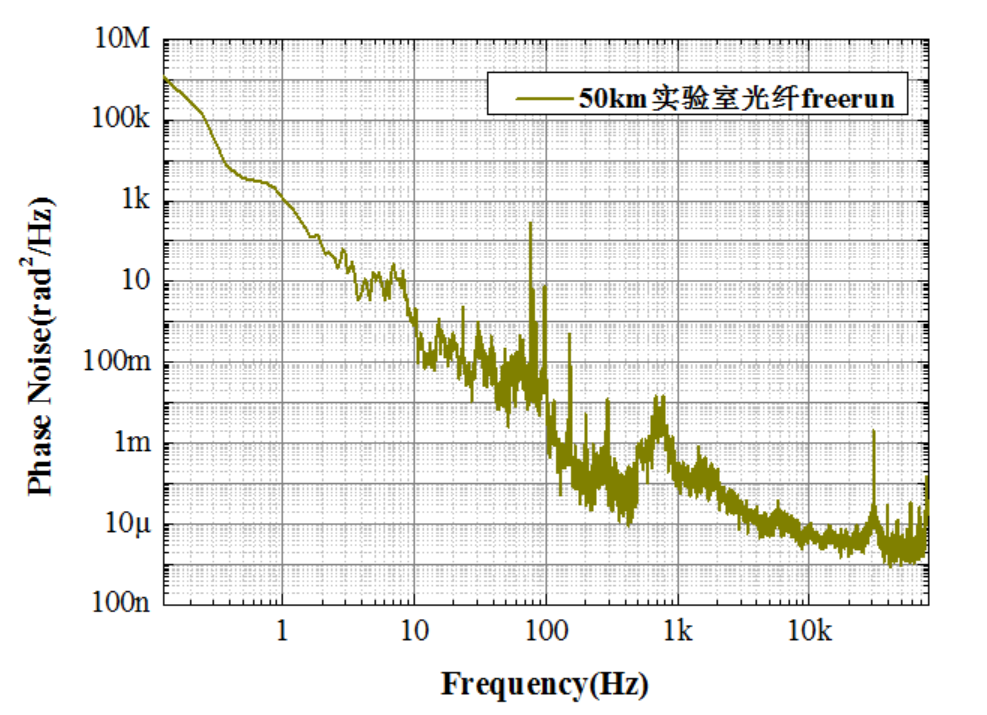 10M
50km实验室光纤freerun
100k
1k
10
100m
1m
10μ
100n
Phase Noise(rad²/Hz)
1 10 100 1k 10k
Frequency(Hz)